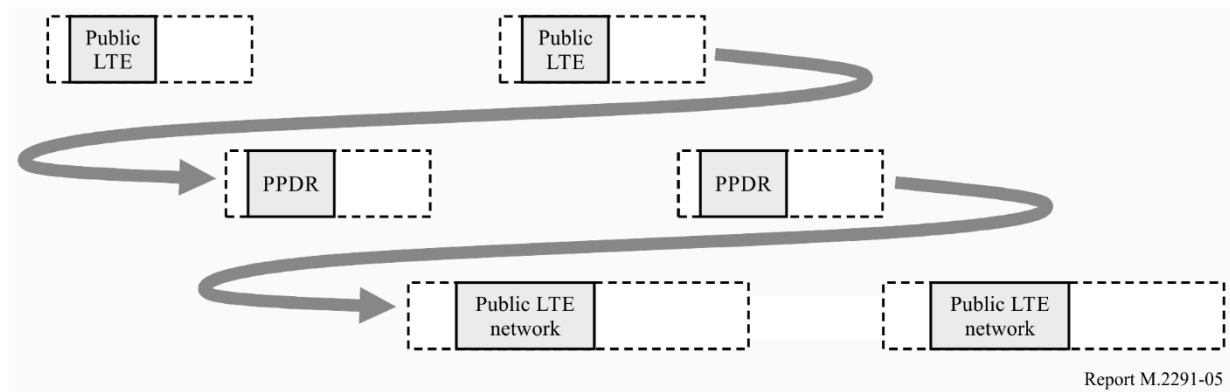 Public
LTE
Public
LTE
PPDR
PPDR
Public LTE
network
Public LTE
network
Report M.2291-05